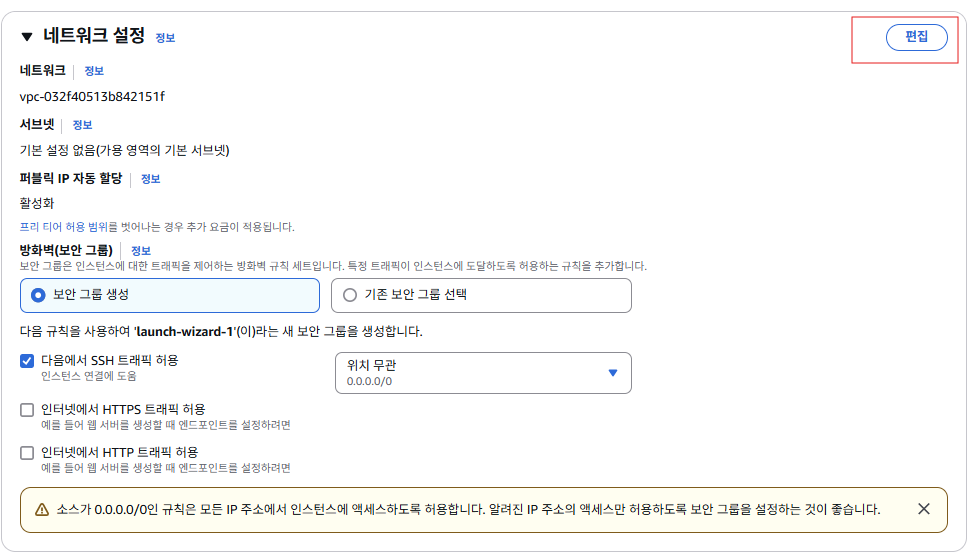 ▼ 네트워크 설정 정보
편집
네트워크 | 정보
vpc-032f40513b842151f
서브넷 | 정보
기본 설정 없음(가용 영역의 기본 서브넷)
퍼블릭 IP 자동 할당 | 정보
활성화
프리 티어 허용 범위를 벗어나는 경우 추가 요금이 적용됩니다.
방화벽(보안 그룹) | 정보
보안 그룹은 인스턴스에 대한 트래픽을 제어하는 방화벽 규칙 세트입니다. 특정 트래픽이 인스턴스에 도달하도록 허용하는 규칙을 추가합니다.
보안 그룹 생성
기존 보안 그룹 선택
다음 규칙을 사용하여 'launch-wizard-1'(이)라는 새 보안 그룹을 생성합니다.
다음에서 SSH 트래픽 허용
인스턴스 연결에 도움
위치 무관
0.0.0.0/0
인터넷에서 HTTPS 트래픽 허용
예를 들어 웹 서버를 생성할 때 엔드포인트를 설정하려면
인터넷에서 HTTP 트래픽 허용
예를 들어 웹 서버를 생성할 때 엔드포인트를 설정하려면
소스가 0.0.0.0/0인 규칙은 모든 IP 주소에서 인스턴스에 액세스하도록 허용합니다. 알려진 IP 주소의 액세스만 허용하도록 보안 그룹을 설정하는 것이 좋습니다.